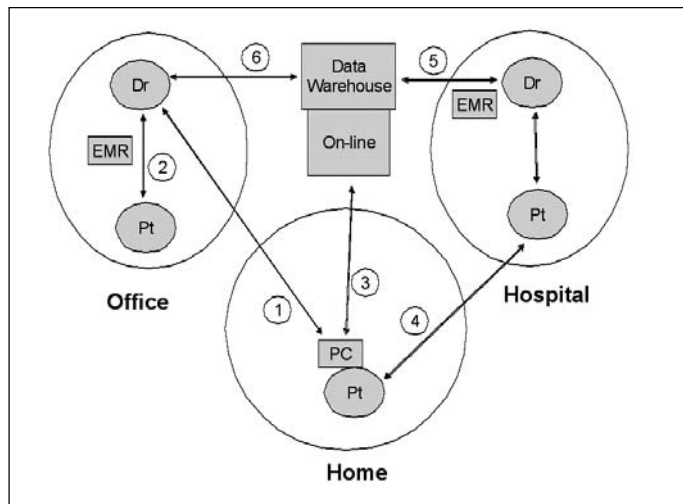 6
5
Data
Warehouse
Dr
Dr
EMR
On-line
EMR
2
Pt
Pt
Office
1
3
4
Hospital
PC
Pt
Home